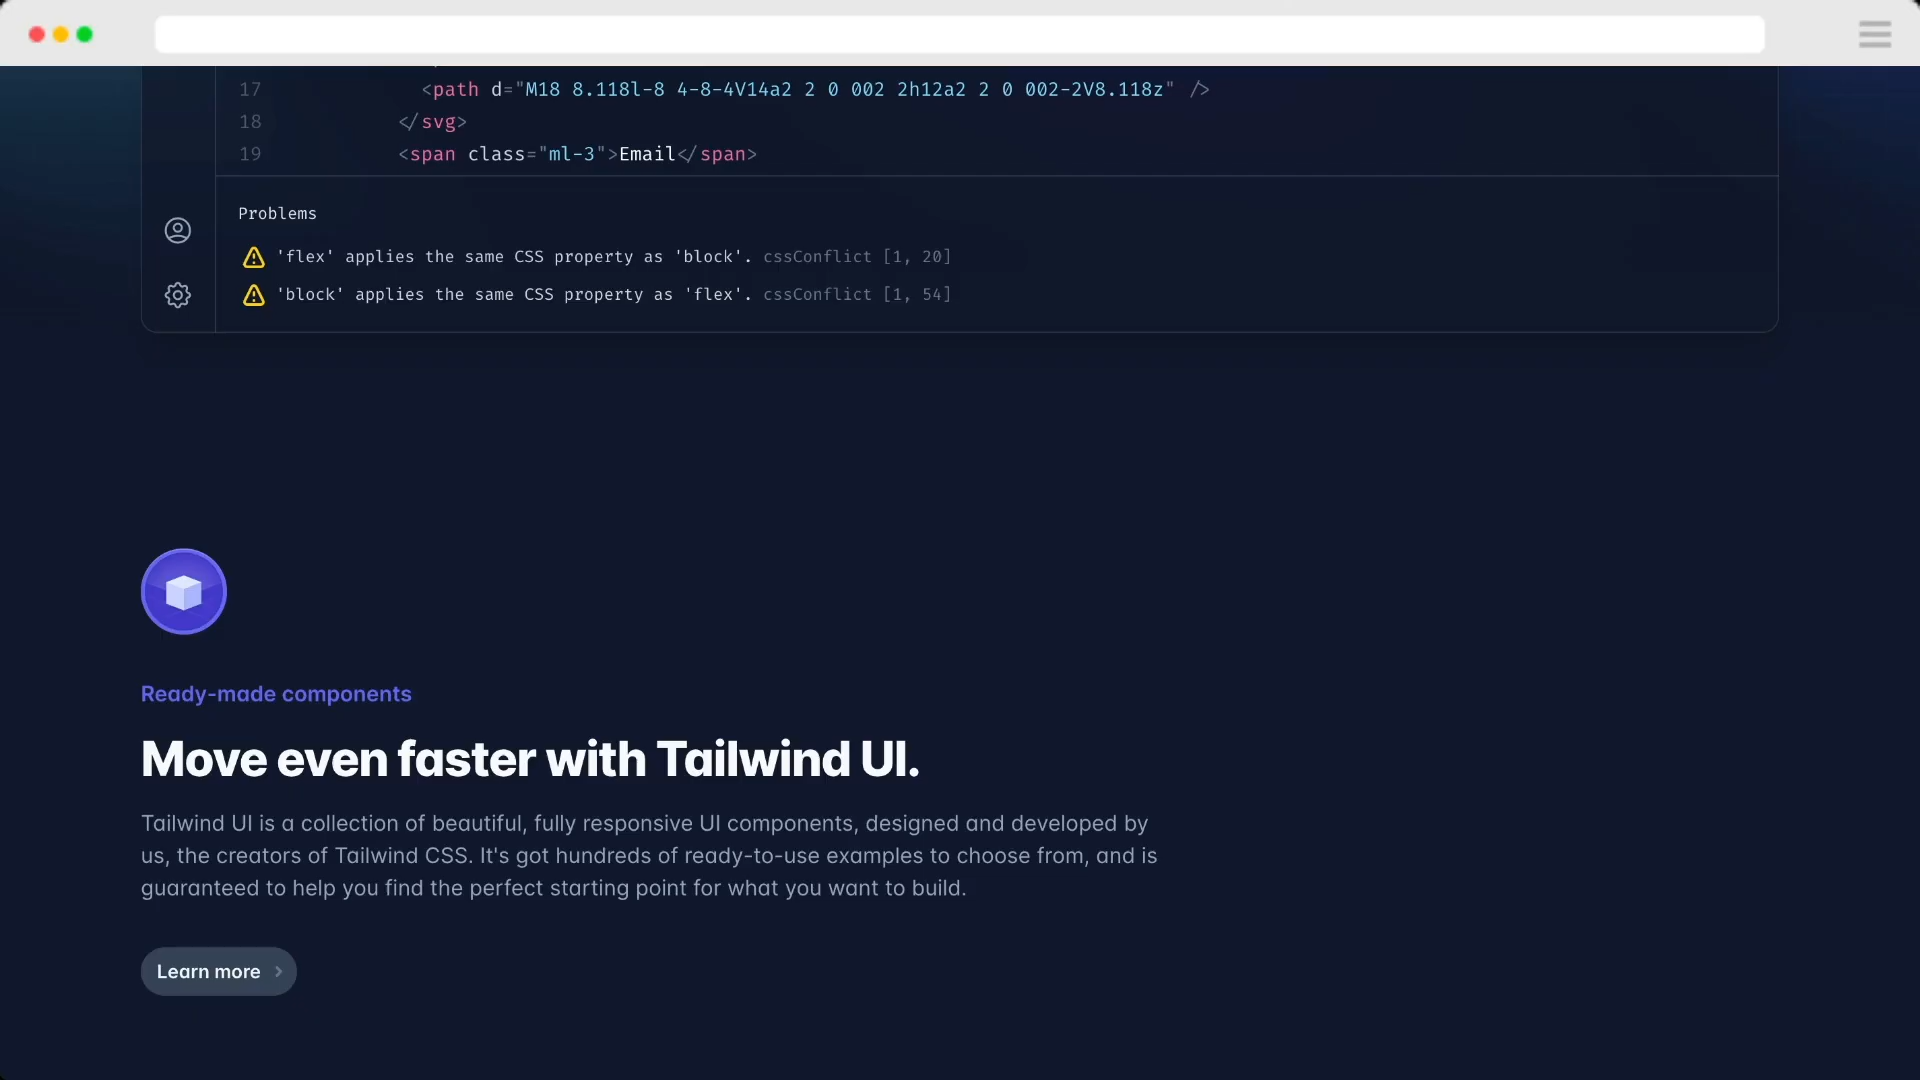 17 <path d="M18 8.118l-8 4-8-4V14a2 2 0 002 2h12a2 2 0 002-2V8.118z" />
18 </svg>
19 <span class="ml-3">Email</span>
Problems
'flex' applies the same CSS property as 'block'. cssConflict [1, 20]
'block' applies the same CSS property as 'flex'. cssConflict [1, 54]
Ready-made components
Move even faster with Tailwind UI.
Tailwind UI is a collection of beautiful, fully responsive UI components, designed and developed by
us, the creators of Tailwind CSS. It's got hundreds of ready-to-use examples to choose from, and is
guaranteed to help you find the perfect starting point for what you want to build.
Learn more